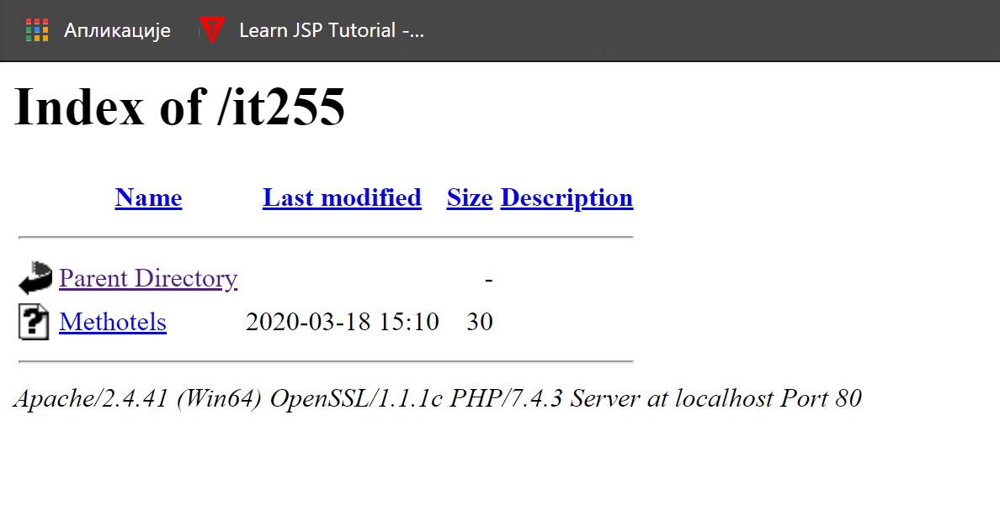 Апликације Learn JSP Tutorial -...
Index of /it255
Name Last modified Size Description
Parent Directory -
Methotels 2020-03-18 15:10 30
Apache/2.4.41 (Win64) OpenSSL/1.1.1c PHP/7.4.3 Server at localhost Port 80